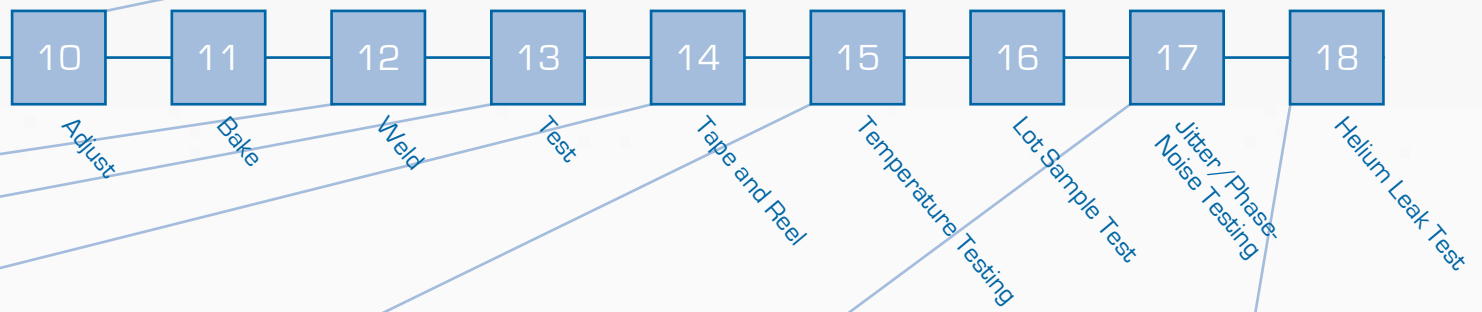 10
11
12
13
14
15
16
17
18
Adjust
Bake
Weld
Test
Tape and Reel
Temperature Testing
Lot Sample Test
Jitter / Phase-
Noise Testing
Helium Leak Test